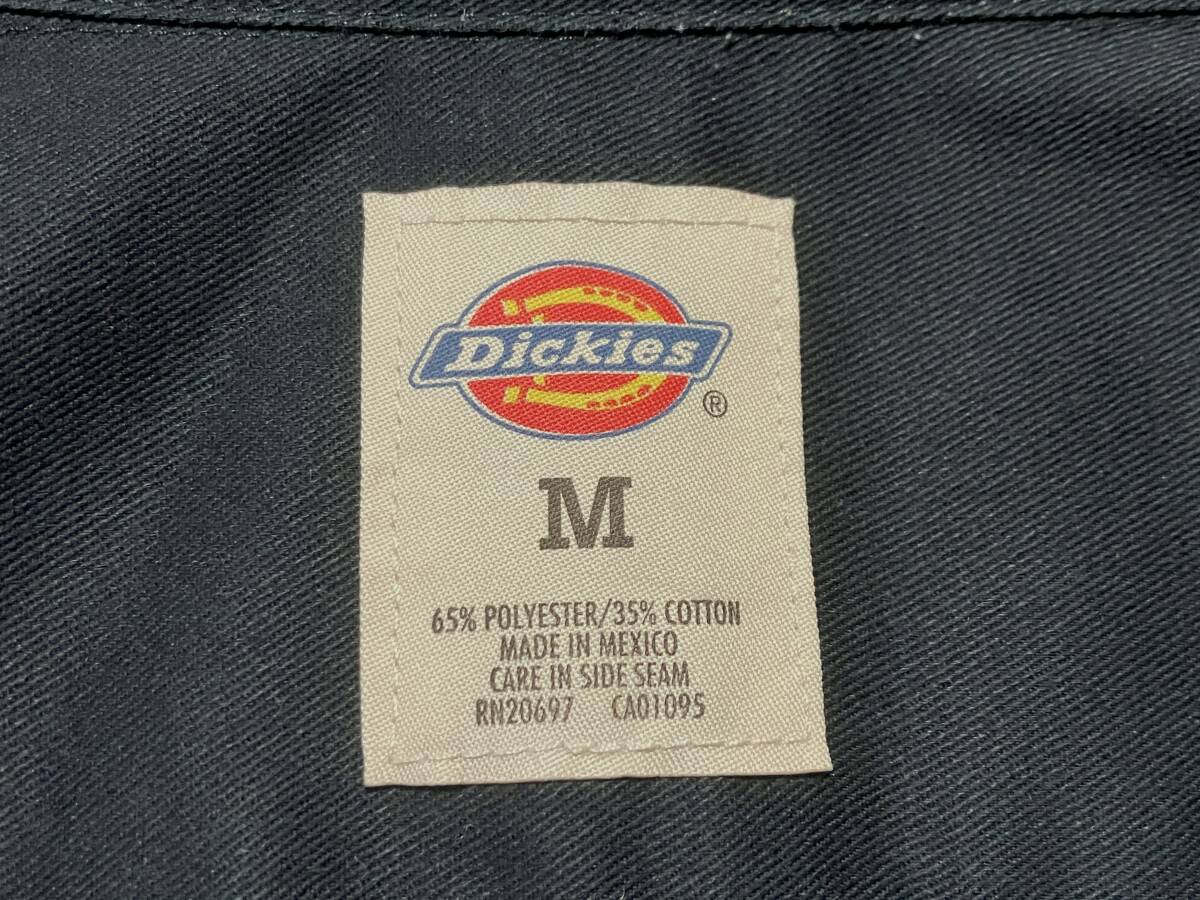 Dickies
®
M
65% POLYESTER/35% COTTON
MADE IN MEXICO
CARE IN SIDE SEAM
RN20697 CA01095